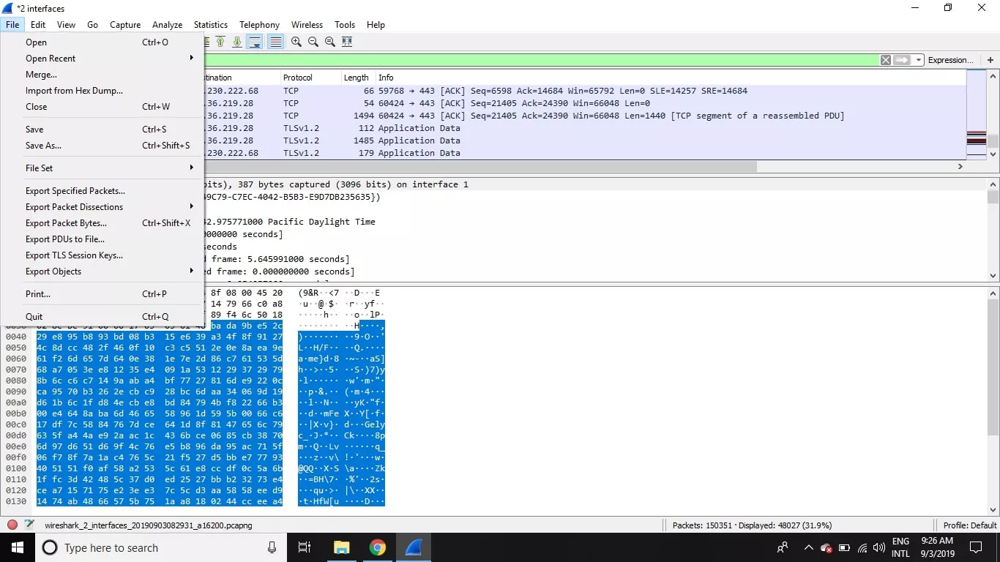 *2 interfaces
File Edit View Go Capture Analyze Statistics Telephony Wireless Tools Help
Open Ctrl+O
Open Recent
Merge...
Import from Hex Dump...
Close Ctrl+W
Save Ctrl+S
Save As... Ctrl+Shift+S
File Set
Export Specified Packets...
Export Packet Dissections
Export Packet Bytes... Ctrl+Shift+X
Export PDUs to File...
Export TLS Session Keys...
Export Objects
Print... Ctrl+P
Quit Ctrl+Q
Expression... +
tination Protocol Length Info
.230.222.68 TCP 66 59768 → 443 [ACK] Seq=6598 Ack=14684 Win=65792 Len=0 SLE=14257 SRE=14684
.36.219.28 TCP 54 60424 → 443 [ACK] Seq=21405 Ack=24390 Win=66048 Len=0
.36.219.28 TCP 1494 60424 → 443 [ACK] Seq=21405 Ack=24390 Win=66048 Len=1440 [TCP segment of a reassembled PDU]
.36.219.28 TLSv1.2 112 Application Data
.36.219.28 TLSv1.2 1485 Application Data
.230.222.68 TLSv1.2 179 Application Data
bits), 387 bytes captured (3096 bits) on interface 1
49C79-C7EC-4042-B5B3-E9D7DB235635})
42.975771000 Pacific Daylight Time
0000000 seconds]
seconds
d frame: 5.645991000 seconds]
ed frame: 0.000000000 seconds]
8f 08 00 45 20 (9&R··<7 ··D···E
14 79 66 c0 a8 ·u··@·$· ··r·yf··
89 f4 6c 50 18 ·····h·· ···o·lP·
ba da 9b e5 2c ········ ···H····,
0040 29 e8 95 b8 93 bd 08 b3 15 e6 39 a3 4f 8f 91 27 )······· ··9·O··'
0050 4c 8d cc 48 2f 46 0f 10 c3 c5 51 2e 0e 8a ea 9e L··H/F·· ··Q.····
0060 61 f2 6d 65 7d 64 0e 38 1e 7e 2d 86 c7 61 53 5d a·me}d·8 ·~-··aS]
0070 68 a7 05 3e e8 12 35 e4 09 1a 53 12 29 37 29 79 h··>··5· ··S·)7)y
0080 8b 6c c6 c7 14 9a ab a4 bf 77 27 81 6d e9 22 0c ·l······ ·w'·m·"·
0090 ca 95 70 b3 26 2e cb c9 28 bc 6d aa 34 06 9d 19 ··p·&.·· (·m·4···
00a0 d6 1b 6c 1f d8 4e cb e8 bd 84 79 4b f8 22 66 b3 ··l··N·· ··yK·"f·
00b0 00 e4 64 8a ba 6d 46 65 58 96 1d 59 5b 00 66 c6 ··d··mFe X··Y[·f·
00c0 17 df 7c 58 84 76 7d ce 64 1d 8f 81 47 65 6c 79 ··|X·v}· d···Gely
00d0 63 5f a4 4a e9 2a ac 1c 43 6b ce 06 85 cb 38 70 c_·J·*·· Ck····8p
00e0 6d 97 d6 51 d6 9f 4c 76 e5 b8 96 da 95 ac 71 5f m··Q··Lv ······q_
00f0 06 f7 8f 7a 1a c4 76 5c 21 f5 27 d5 bb e7 77 93 ···z··v\ !·'···w·
0100 40 51 51 f0 af 58 a2 53 5c 61 e8 cc df 0c 5a 6b @QQ··X·S \a····Zk
0110 1f fc 3d 42 48 5c 37 d0 ed 25 27 bb b2 32 73 e4 ··=BH\7· ·%'··2s·
0120 ce a7 15 71 75 e2 3e e3 7c 5c d3 aa 58 58 ee d9 ···qu·>· |\··XX··
0130 14 74 ab 48 66 57 5b 75 1a a8 18 02 44 cc ee a4 ·t·HfW[u ····D···
wireshark_2_interfaces_20190903082931_a16200.pcapng Packets: 150351 · Displayed: 48027 (31.9%) Profile: Default
Type here to search ENG INTL 9:26 AM 9/3/2019